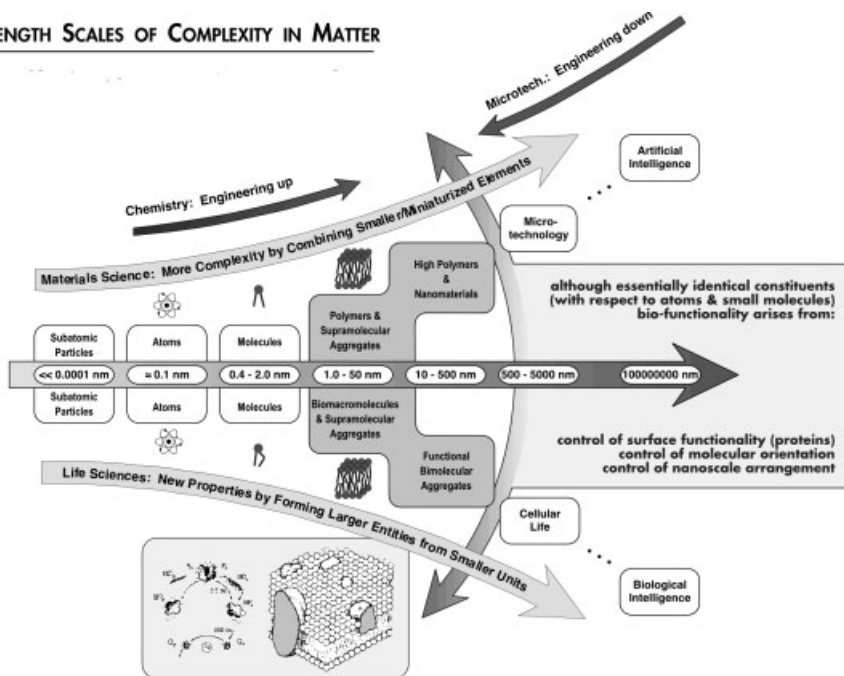 ENGTH SCALES OF COMPLEXITY IN MATTER
Microtech.: Engineering down
Chemistry: Engineering up
Artificial
Intelligence
Micro-
technology
Materials Science: More Complexity by Combining Smaller/Miniaturized Elements
High Polymers
&
Nanomaterials
although essentially identical constituents
(with respect to atoms & small molecules)
bio-functionality arises from:
Subatomic
Particles
Atoms
Molecules
Polymers &
Supramolecular
Aggregates
<< 0.0001 nm
≈ 0.1 nm
0.4 - 2.0 nm
1.0 - 50 nm
10 - 500 nm
500 - 5000 nm
100000000 nm
Subatomic
Particles
Atoms
Molecules
Biomacromolecules
& Supramolecular
Aggregates
Functional
Bimolecular
Aggregates
control of surface functionality (proteins)
control of molecular orientation
control of nanoscale arrangement
Life Sciences: New Properties by Forming Larger Entities from Smaller Units
Cellular
Life
Biological
Intelligence